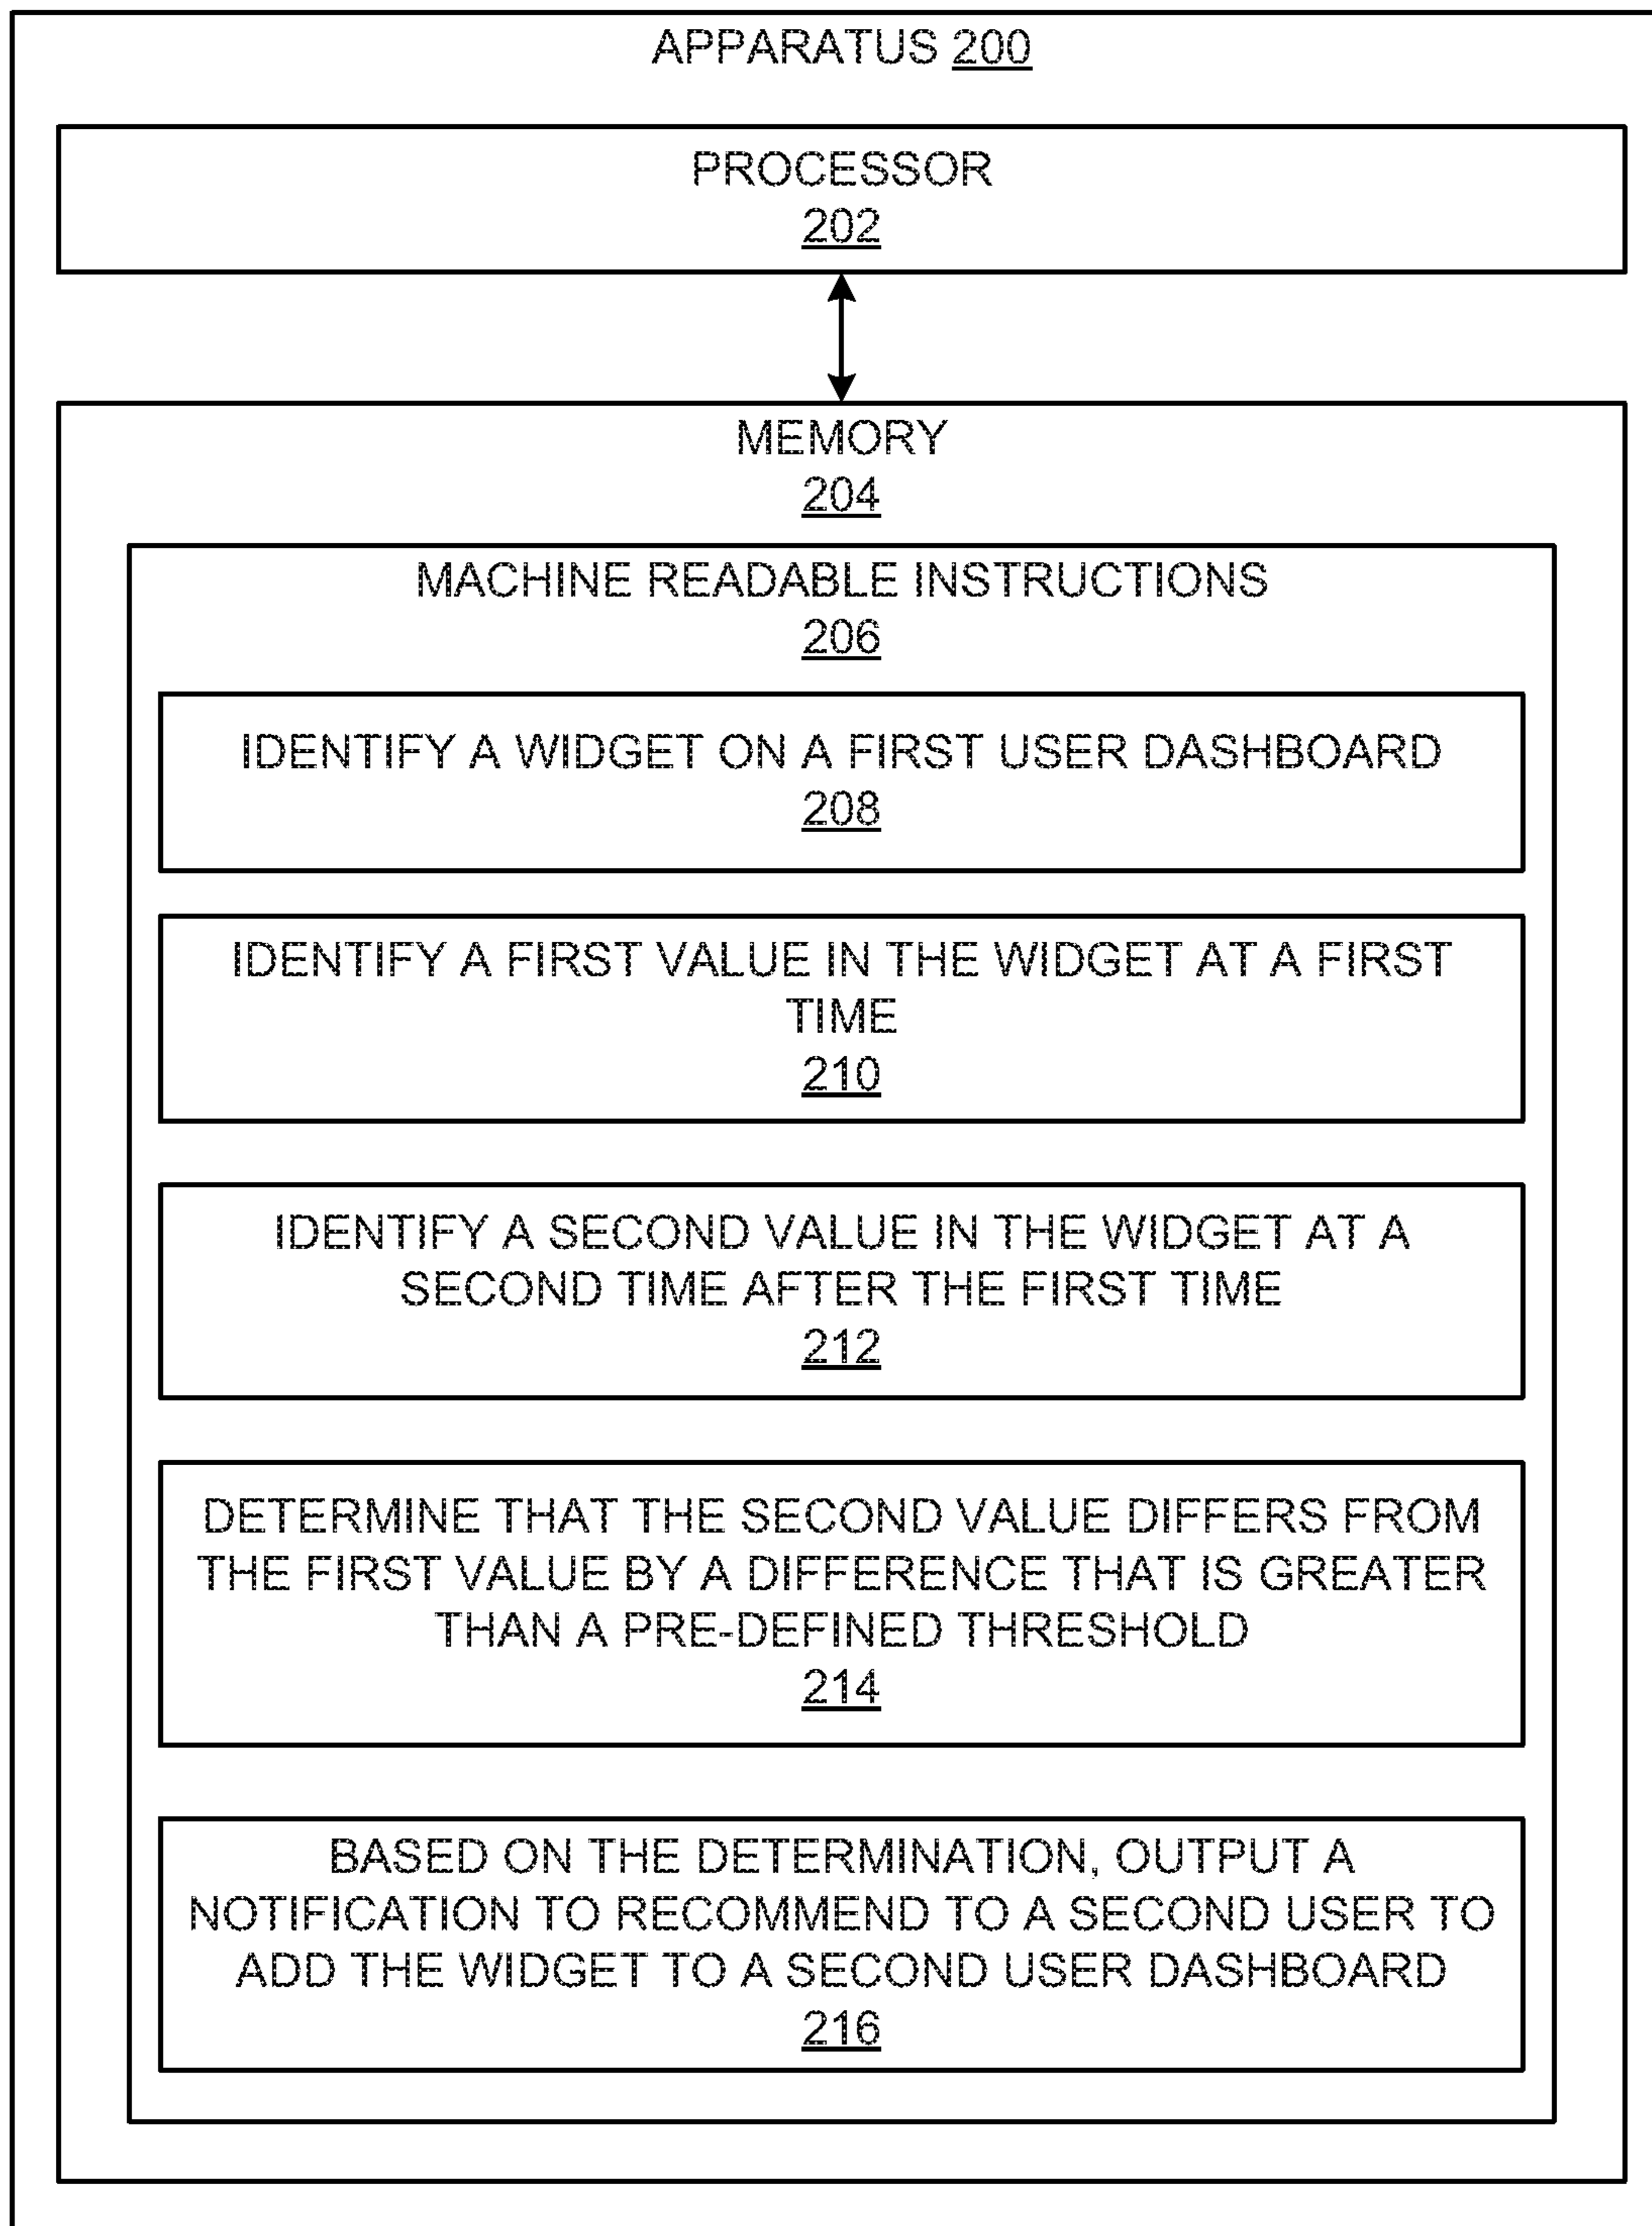 APPARATUS 200
PROCESSOR
202
MEMORY
204
MACHINE READABLE INSTRUCTIONS
206
IDENTIFY A WIDGET ON A FIRST USER DASHBOARD
208
IDENTIFY A FIRST VALUE IN THE WIDGET AT A FIRST
TIME
210
IDENTIFY A SECOND VALUE IN THE WIDGET AT A
SECOND TIME AFTER THE FIRST TIME
212
DETERMINE THAT THE SECOND VALUE DIFFERS FROM
THE FIRST VALUE BY A DIFFERENCE THAT IS GREATER
THAN A PRE-DEFINED THRESHOLD
214
BASED ON THE DETERMINATION, OUTPUT A
NOTIFICATION TO RECOMMEND TO A SECOND USER TO
ADD THE WIDGET TO A SECOND USER DASHBOARD
216